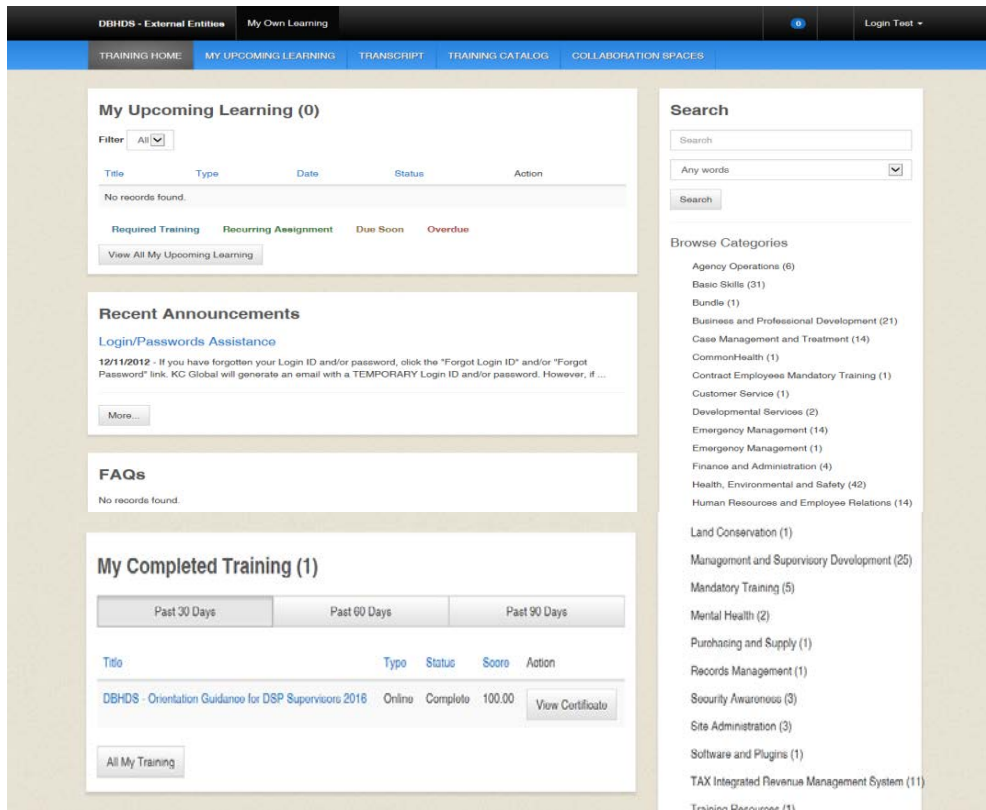 DBHDS - External Entities
My Own Learning
0
Login Test
TRAINING HOME
MY UPCOMING LEARNING
TRANSCRIPT
TRAINING CATALOG
COLLABORATION SPACES
My Upcoming Learning (0)
Filter All
Title Type Date Status Action
No records found.
Required Training Recurring Assignment Due Soon Overdue
View All My Upcoming Learning
Recent Announcements
Login/Passwords Assistance
12/11/2012 - If you have forgotten your Login ID and/or password, click the "Forgot Login ID" and/or "Forgot
Password" link. KC Global will generate an email with a TEMPORARY Login ID and/or password. However, if ...
More...
FAQs
No records found.
My Completed Training (1)
Past 30 Days Past 60 Days Past 90 Days
Title Type Status Score Action
DBHDS - Orientation Guidance for DSP Supervisors 2016 Online Complete 100.00 View Certificate
All My Training
Search
Search
Any words
Search
Browse Categories
Agency Operations (6)
Basic Skills (31)
Bundle (1)
Business and Professional Development (21)
Case Management and Treatment (14)
CommonHealth (1)
Contract Employees Mandatory Training (1)
Customer Service (1)
Developmental Services (2)
Emergency Management (14)
Emergency Management (1)
Finance and Administration (4)
Health, Environmental and Safety (42)
Human Resources and Employee Relations (14)
Land Conservation (1)
Management and Supervisory Development (25)
Mandatory Training (5)
Mental Health (2)
Purchasing and Supply (1)
Records Management (1)
Security Awareness (3)
Site Administration (3)
Software and Plugins (1)
TAX Integrated Revenue Management System (11)
Training Resources (1)